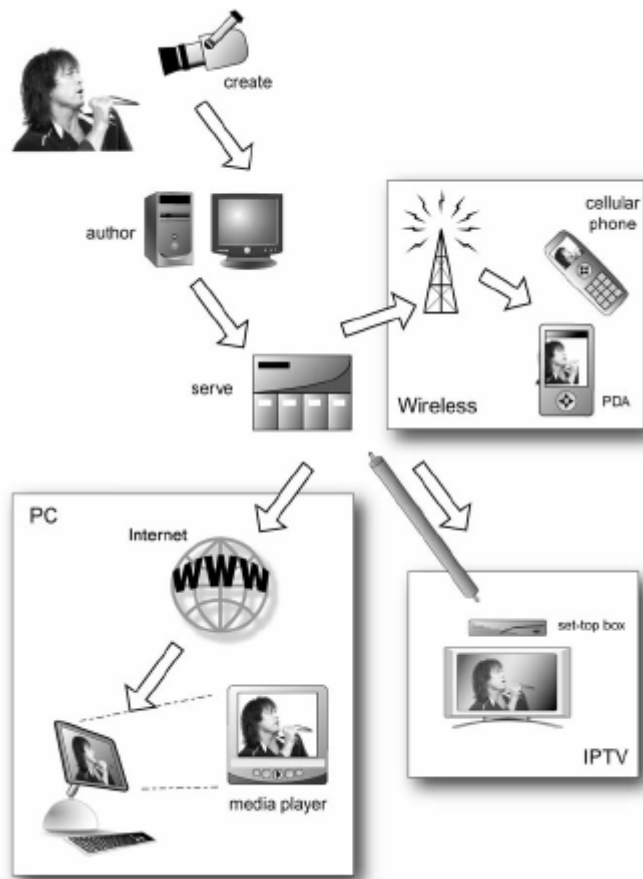 create
author
cellular
phone
serve
Wireless
PDA
PC
Internet
WWW
set-top box
media player
IPTV